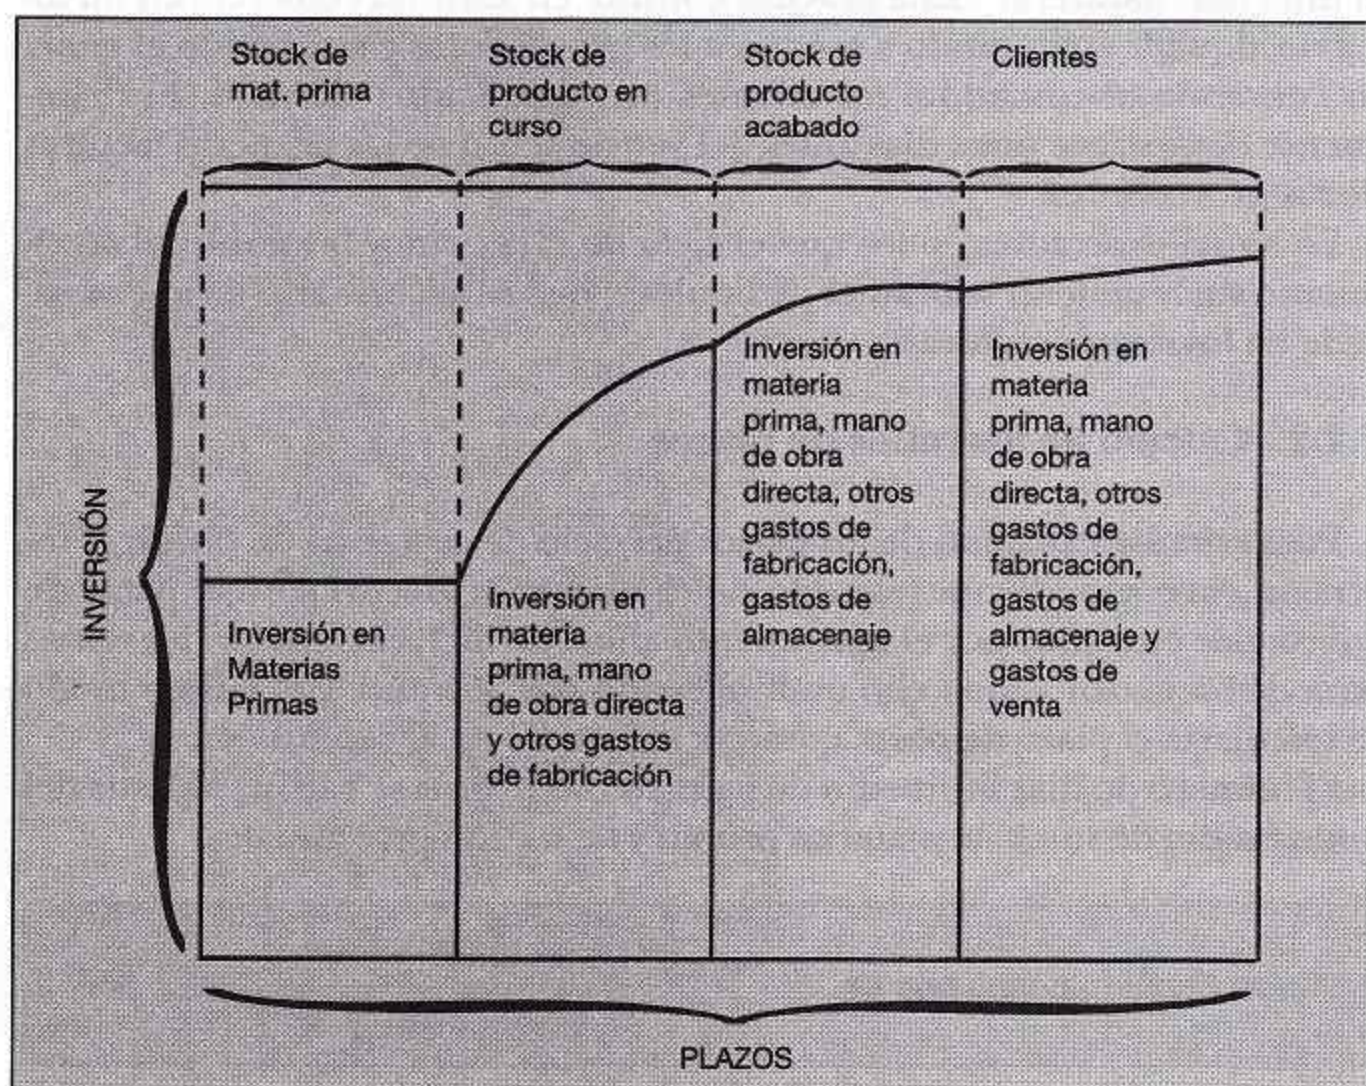 Stock de
mat. prima
Stock de
producto en
curso
Stock de
producto
acabado
Clientes
INVERSIÓN
Inversión en
Materias
Primas
Inversión en
materia
prima, mano
de obra directa
y otros gastos
de fabricación
Inversión en
materia
prima, mano
de obra
directa, otros
gastos de
fabricación,
gastos de
almacenaje
Inversión en
materia
prima, mano
de obra
directa, otros
gastos de
fabricación,
gastos de
almacenaje y
gastos de
venta
PLAZOS